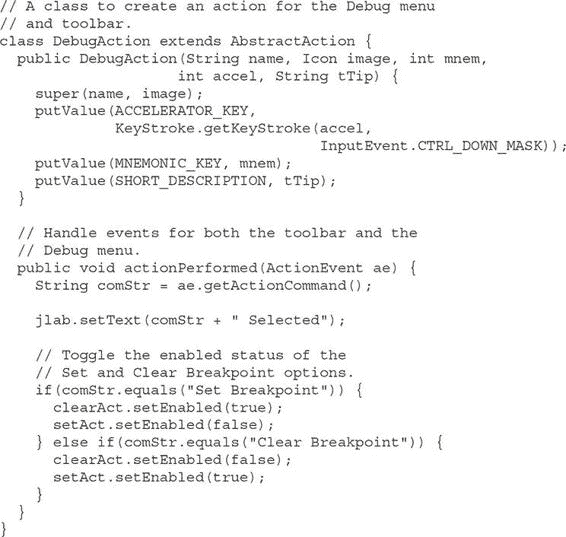 // A class to create an action for the Debug menu
// and toolbar.
class DebugAction extends AbstractAction {
  public DebugAction(String name, Icon image, int mnem,
                     int accel, String tTip) {
    super(name, image);
    putValue(ACCELERATOR_KEY,
             KeyStroke.getKeyStroke(accel,
                                    InputEvent.CTRL_DOWN_MASK));
    putValue(MNEMONIC_KEY, mnem);
    putValue(SHORT_DESCRIPTION, tTip);
  }

  // Handle events for both the toolbar and the
  // Debug menu.
  public void actionPerformed(ActionEvent ae) {
    String comStr = ae.getActionCommand();

    jlab.setText(comStr + " Selected");

    // Toggle the enabled status of the
    // Set and Clear Breakpoint options.
    if(comStr.equals("Set Breakpoint")) {
      clearAct.setEnabled(true);
      setAct.setEnabled(false);
    } else if(comStr.equals("Clear Breakpoint")) {
      clearAct.setEnabled(false);
      setAct.setEnabled(true);
    }
  }
}